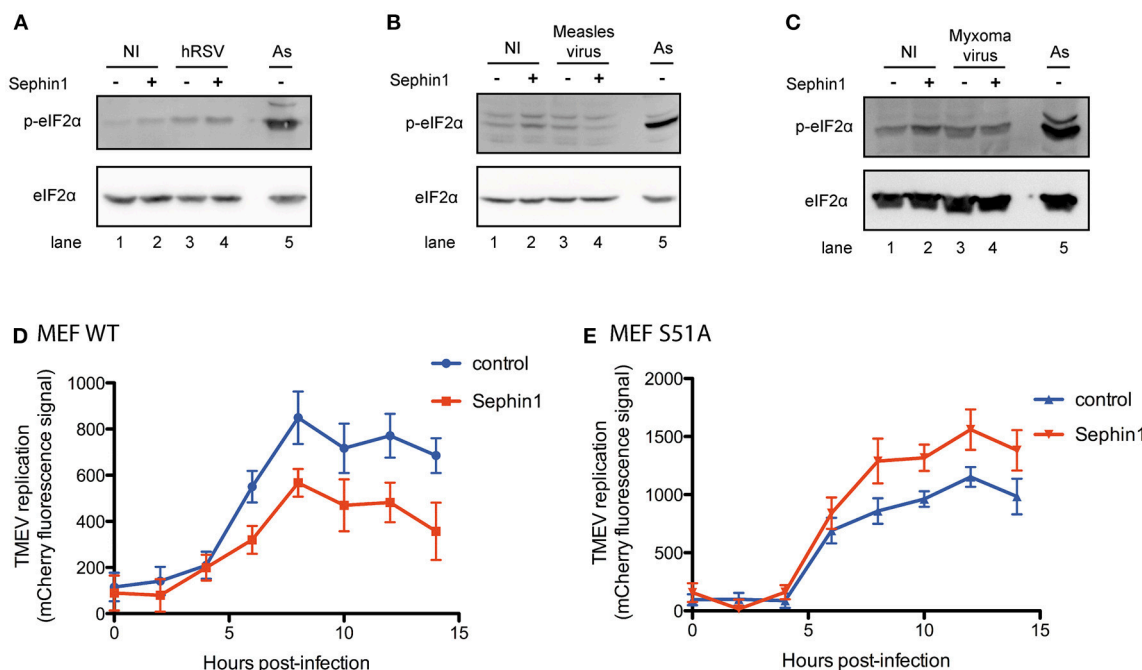 A
NI hRSV As
Sephin1 - + - + -
p-eIF2α
eIF2α
lane 1 2 3 4 5
B
NI Measles virus As
Sephin1 - + - + -
p-eIF2α
eIF2α
lane 1 2 3 4 5
C
NI Myxoma virus As
Sephin1 - + - + -
p-eIF2α
eIF2α
lane 1 2 3 4 5
D MEF WT
control
Sephin1
TMEV replication
(mCherry fluorescence signal)
1000
800
600
400
200
0
0 5 10 15
Hours post-infection
E MEF S51A
control
Sephin1
TMEV replication
(mCherry fluorescence signal)
2000
1500
1000
500
0
0 5 10 15
Hours post-infection